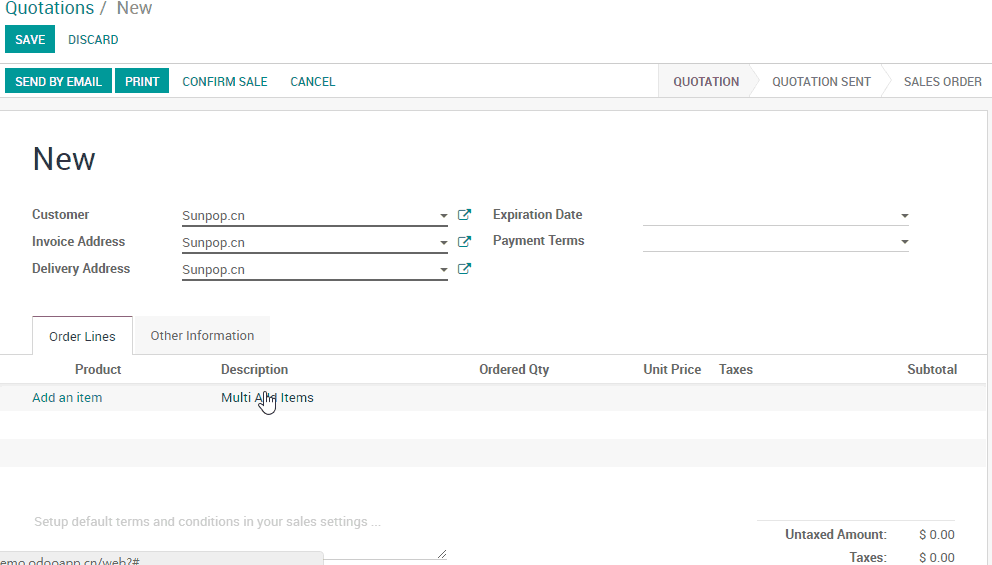 Quotations / New
SAVE DISCARD
SEND BY EMAIL PRINT CONFIRM SALE CANCEL QUOTATION QUOTATION SENT SALES ORDER
New
Customer Sunpop.cn Expiration Date
Invoice Address Sunpop.cn Payment Terms
Delivery Address Sunpop.cn
Order Lines Other Information
Product Description Ordered Qty Unit Price Taxes Subtotal
Add an item Multi Add Items
Setup default terms and conditions in your sales settings ...
Untaxed Amount: $ 0.00
emo.odooapp.cn/web?# Taxes: $ 0.00